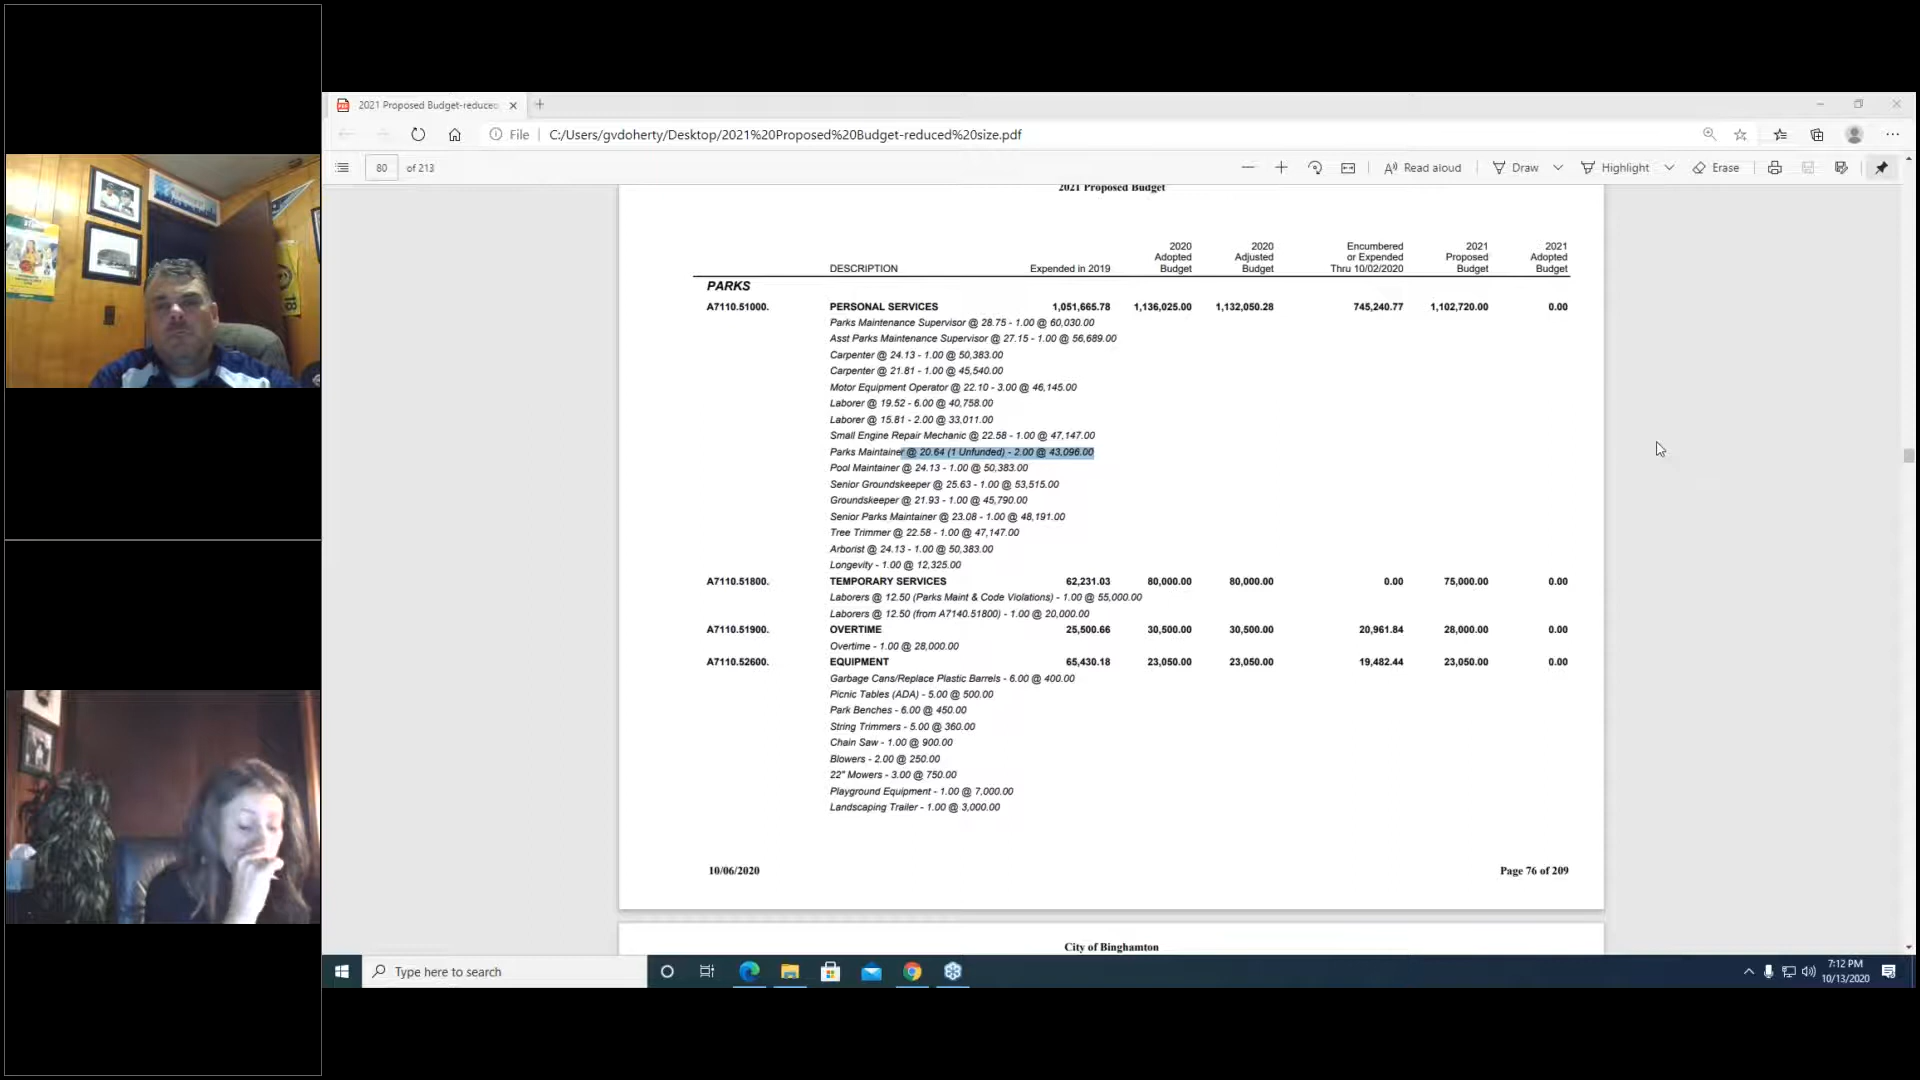 2021 Proposed Budget-reduced
File C:/Users/gvdoherty/Desktop/2021%20Proposed%20Budget-reduced%20size.pdf
80 of 213 Read aloud Draw Highlight Erase
2021 Proposed Budget
DESCRIPTION Expended in 2019 2020 Adopted Budget 2020 Adjusted Budget Encumbered or Expended Thru 10/02/2020 2021 Proposed Budget 2021 Adopted Budget
PARKS
A7110.51000. PERSONAL SERVICES 1,051,665.78 1,136,025.00 1,132,050.28 745,240.77 1,102,720.00 0.00
Parks Maintenance Supervisor @ 28.75 - 1.00 @ 60,030.00
Asst Parks Maintenance Supervisor @ 27.15 - 1.00 @ 56,689.00
Carpenter @ 24.13 - 1.00 @ 50,383.00
Carpenter @ 21.81 - 1.00 @ 45,540.00
Motor Equipment Operator @ 22.10 - 3.00 @ 46,145.00
Laborer @ 19.52 - 6.00 @ 40,758.00
Laborer @ 15.81 - 2.00 @ 33,011.00
Small Engine Repair Mechanic @ 22.58 - 1.00 @ 47,147.00
Parks Maintainer @ 20.64 (1 Unfunded) - 2.00 @ 43,096.00
Pool Maintainer @ 24.13 - 1.00 @ 50,383.00
Senior Groundskeeper @ 25.63 - 1.00 @ 53,515.00
Groundskeeper @ 21.93 - 1.00 @ 45,790.00
Senior Parks Maintainer @ 23.08 - 1.00 @ 48,191.00
Tree Trimmer @ 22.58 - 1.00 @ 47,147.00
Arborist @ 24.13 - 1.00 @ 50,383.00
Longevity - 1.00 @ 12,325.00
A7110.51800. TEMPORARY SERVICES 62,231.03 80,000.00 80,000.00 0.00 75,000.00 0.00
Laborers @ 12.50 (Parks Maint & Code Violations) - 1.00 @ 55,000.00
Laborers @ 12.50 (from A7140.51800) - 1.00 @ 20,000.00
A7110.51900. OVERTIME 25,500.66 30,500.00 30,500.00 20,961.84 28,000.00 0.00
Overtime - 1.00 @ 28,000.00
A7110.52600. EQUIPMENT 65,430.18 23,050.00 23,050.00 19,482.44 23,050.00 0.00
Garbage Cans/Replace Plastic Barrels - 6.00 @ 400.00
Picnic Tables (ADA) - 5.00 @ 500.00
Park Benches - 6.00 @ 450.00
String Trimmers - 5.00 @ 360.00
Chain Saw - 1.00 @ 900.00
Blowers - 2.00 @ 250.00
22" Mowers - 3.00 @ 750.00
Playground Equipment - 1.00 @ 7,000.00
Landscaping Trailer - 1.00 @ 3,000.00
10/06/2020 Page 76 of 209
City of Binghamton
Type here to search
7:12 PM
10/13/2020